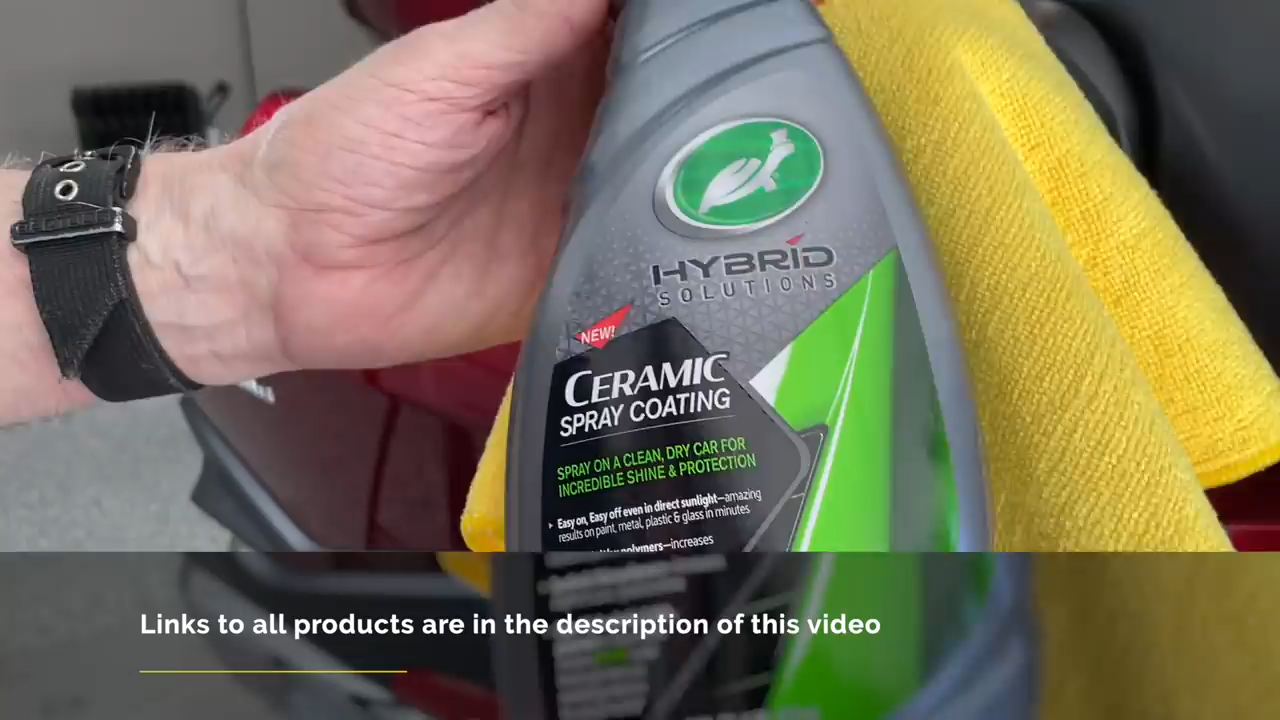 HYBRID
SOLUTIONS
NEW!
CERAMIC
SPRAY COATING
SPRAY ON A CLEAN, DRY CAR FOR
INCREDIBLE SHINE & PROTECTION
Easy on, Easy off even in direct sunlight—amazing
results on paint, metal, plastic & glass in minutes
polymers—increases
Links to all products are in the description of this video